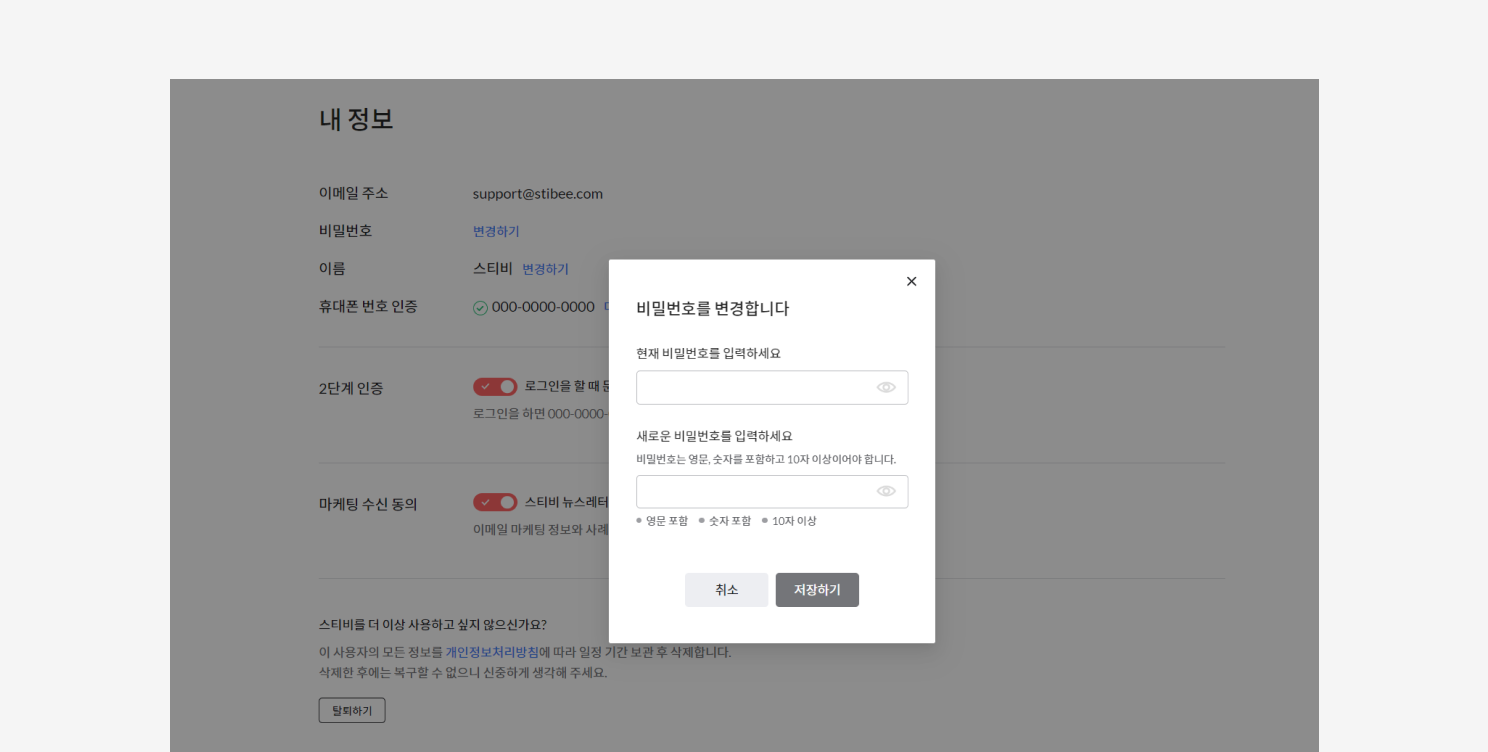 내 정보
이메일 주소 support@stibee.com
비밀번호 변경하기
이름 스티비 변경하기
휴대폰 번호 인증 000-0000-0000
2단계 인증 로그인을 할 때
로그인을 하면 000-0000-
마케팅 수신 동의 스티비 뉴스레터
이메일 마케팅 정보와 사례
스티비를 더 이상 사용하고 싶지 않으신가요?
이 사용자의 모든 정보를 개인정보처리방침에 따라 일정 기간 보관 후 삭제합니다.
삭제한 후에는 복구할 수 없으니 신중하게 생각해 주세요.
탈퇴하기
비밀번호를 변경합니다
현재 비밀번호를 입력하세요
새로운 비밀번호를 입력하세요
비밀번호는 영문, 숫자를 포함하고 10자 이상이어야 합니다.
영문 포함 숫자 포함 10자 이상
취소 저장하기